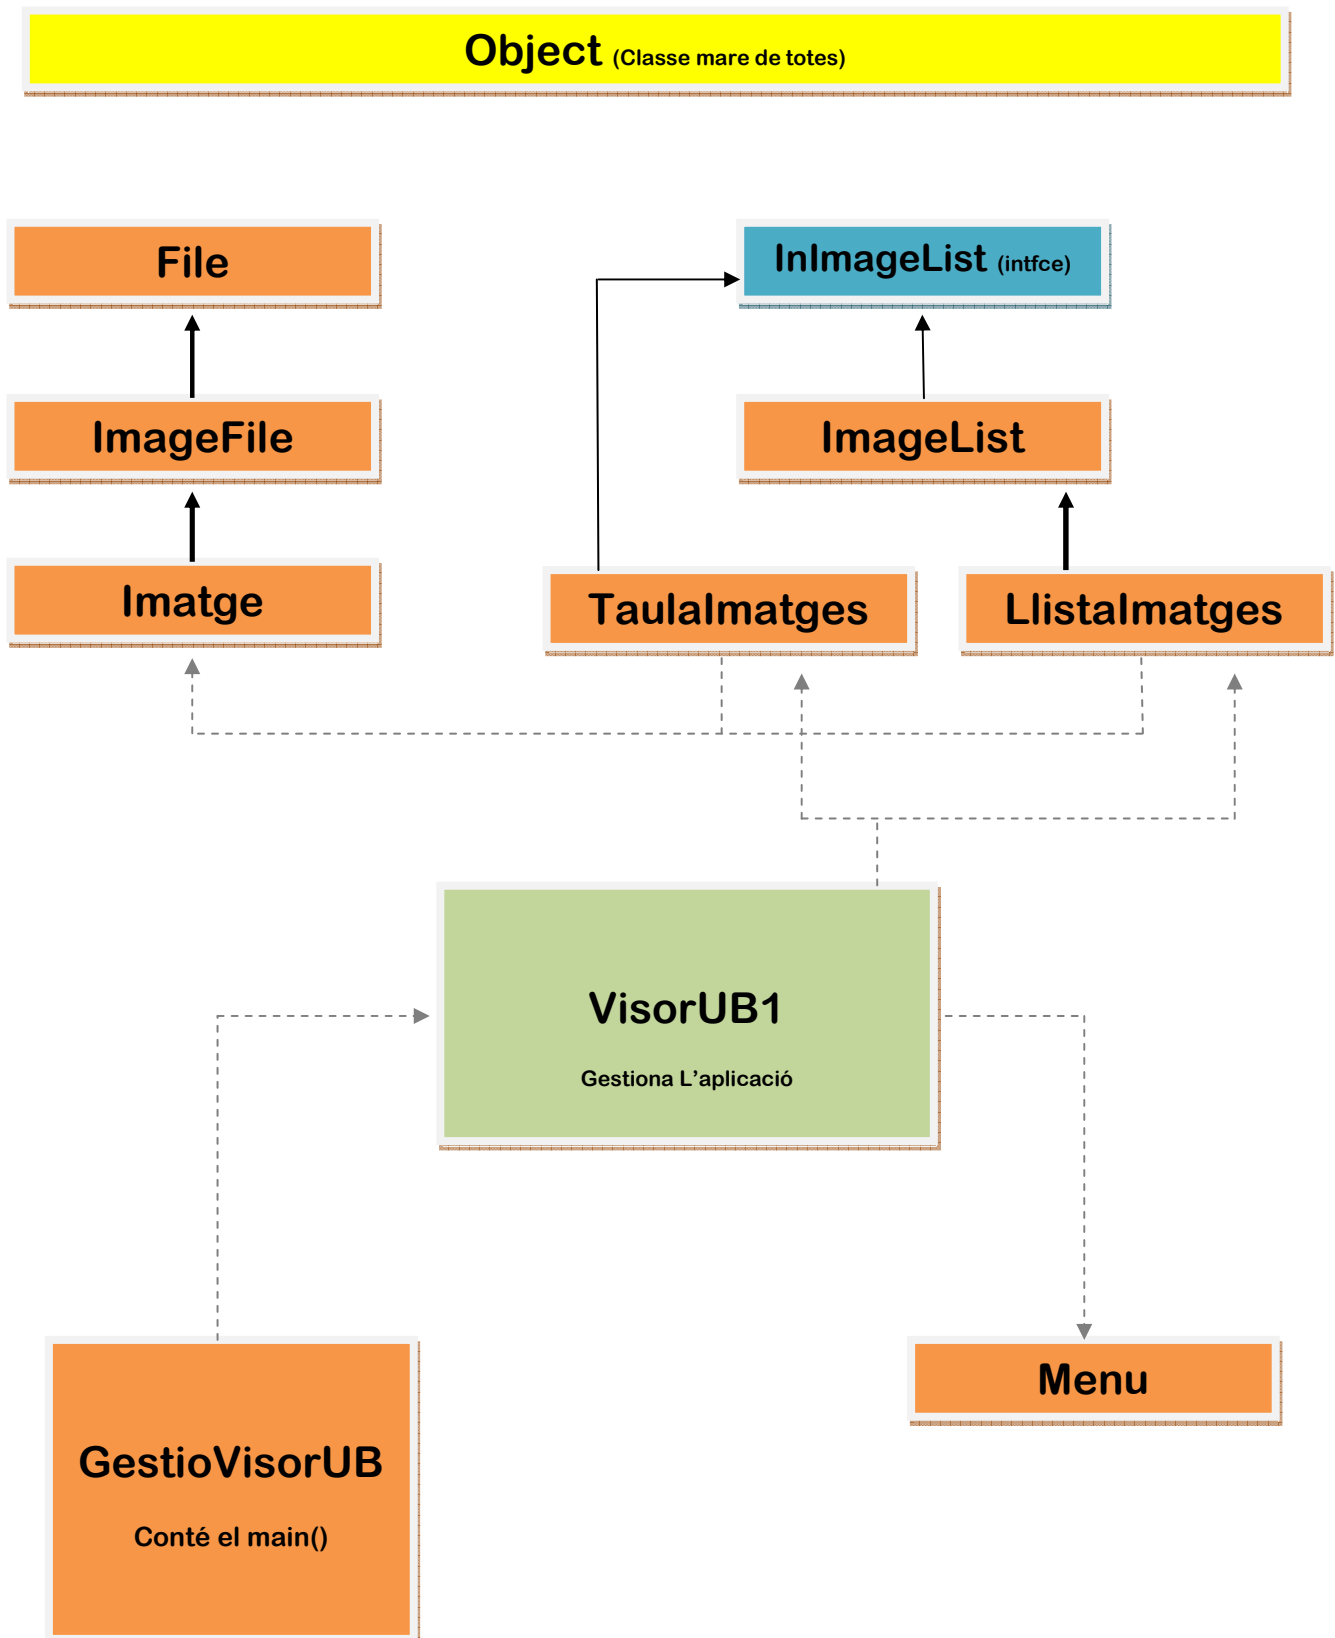 Object (Classe mare de totes)
File
InImageList (intfce)
ImageFile
ImageList
Imatge
TaulaImatges
LlistaImatges
VisorUB1
Gestiona L’aplicació
Menu
GestioVisorUB
Conté el main()